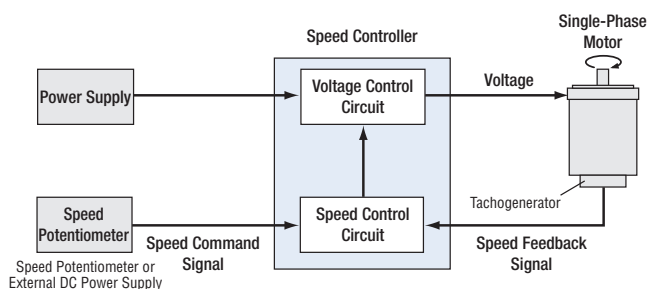 Speed Controller
Single-Phase
Motor
Power Supply
Voltage Control
Circuit
Voltage
Tachogenerator
Speed
Potentiometer
Speed Command
Signal
Speed Control
Circuit
Speed Feedback
Signal
Speed Potentiometer or
External DC Power Supply